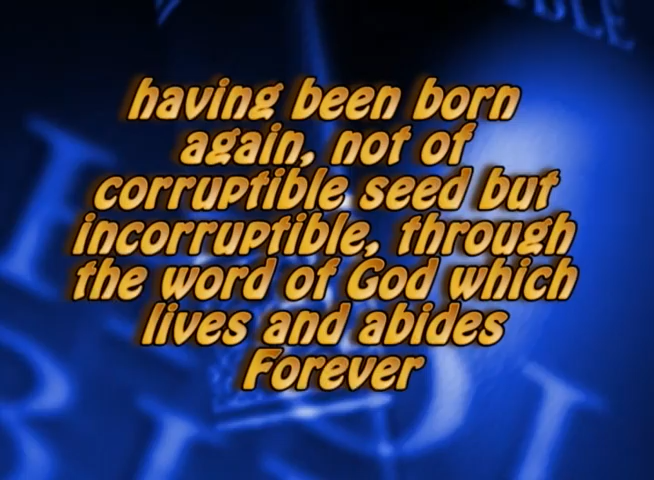 BLE
having been born
again, not of
corruptible seed but
incorruptible, through
the word of God which
lives and abides
Forever